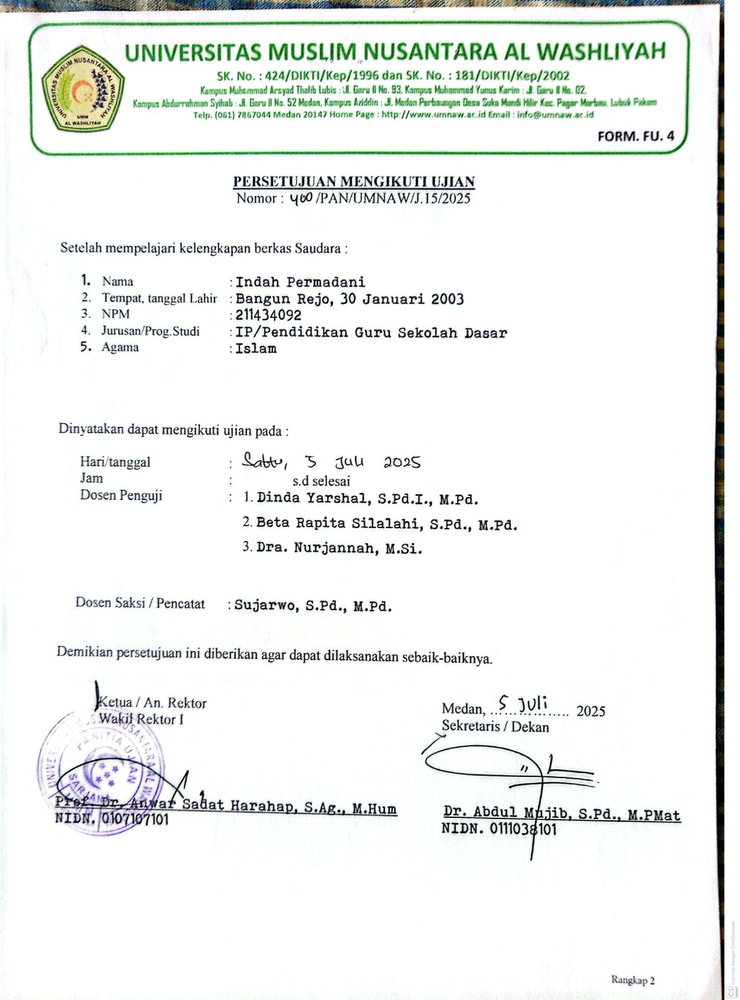 UNIVERSITAS MUSLIM NUSANTARA AL WASHLIYAH
SK. No. : 424/DIKTI/Kep/1996 dan SK. No. : 181/DIKTI/Kep/2002
Kampus Muhammad Arsyad Thalib Lubis : Jl. Garu II No. 93, Kampus Muhammad Yunus Karim : Jl. Garu II No. 02,
Kampus Abdurrahman Syihab : Jl. Garu II No. 52 Medan, Kampus Aziddin : Jl. Medan Perbaungan Desa Suka Mandi Hilir Kec. Pagar Merbau, Lubuk Pakam
Telp. (061) 7867044 Medan 20147 Home Page : http://www.umnaw.ac.id Email : info@umnaw.ac.id
UNIVERSITAS MUSLIM NUSANTARA AL WASHLIYAH
UMN
AL WASHLIYAH
FORM. FU. 4
PERSETUJUAN MENGIKUTI UJIAN
Nomor : 460 /PAN/UMNAW/J.15/2025
Setelah mempelajari kelengkapan berkas Saudara :
1. Nama : Indah Permadani
2. Tempat, tanggal Lahir : Bangun Rejo, 30 Januari 2003
3. NPM : 211434092
4. Jurusan/Prog.Studi : IP/Pendidikan Guru Sekolah Dasar
5. Agama : Islam
Dinyatakan dapat mengikuti ujian pada :
Hari/tanggal : Sabtu, 5 Juli 2025
Jam : s.d selesai
Dosen Penguji : 1. Dinda Yarshal, S.Pd.I., M.Pd.
2. Beta Rapita Silalahi, S.Pd., M.Pd.
3. Dra. Nurjannah, M.Si.
Dosen Saksi / Pencatat : Sujarwo, S.Pd., M.Pd.
Demikian persetujuan ini diberikan agar dapat dilaksanakan sebaik-baiknya.
Ketua / An. Rektor
Wakil Rektor I
PANITIA UJIAN
SARJANA
Prof. Dr. Anwar Sadat Harahap, S.Ag., M.Hum
NIDN. 0107107101
Medan, 5 Juli 2025
Sekretaris / Dekan
Dr. Abdul Mujib, S.Pd., M.PMat
NIDN. 0111038101
Rangkap 2
CS Dipindai dengan CamScanner